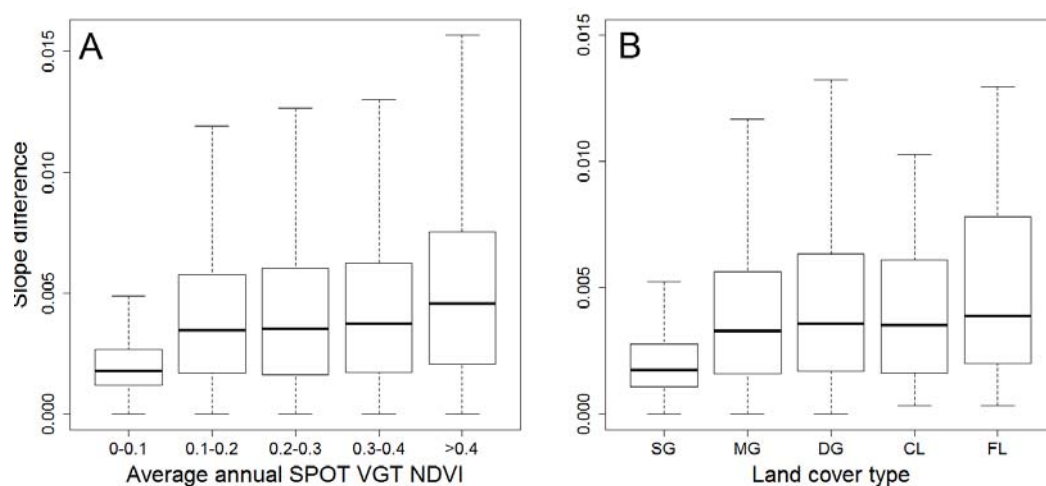 A
Slope difference
0.015
0.010
0.005
0.000
0-0.1 0.1-0.2 0.2-0.3 0.3-0.4 >0.4
Average annual SPOT VGT NDVI
B
0.015
0.010
0.005
0.000
SG MG DG CL FL
Land cover type